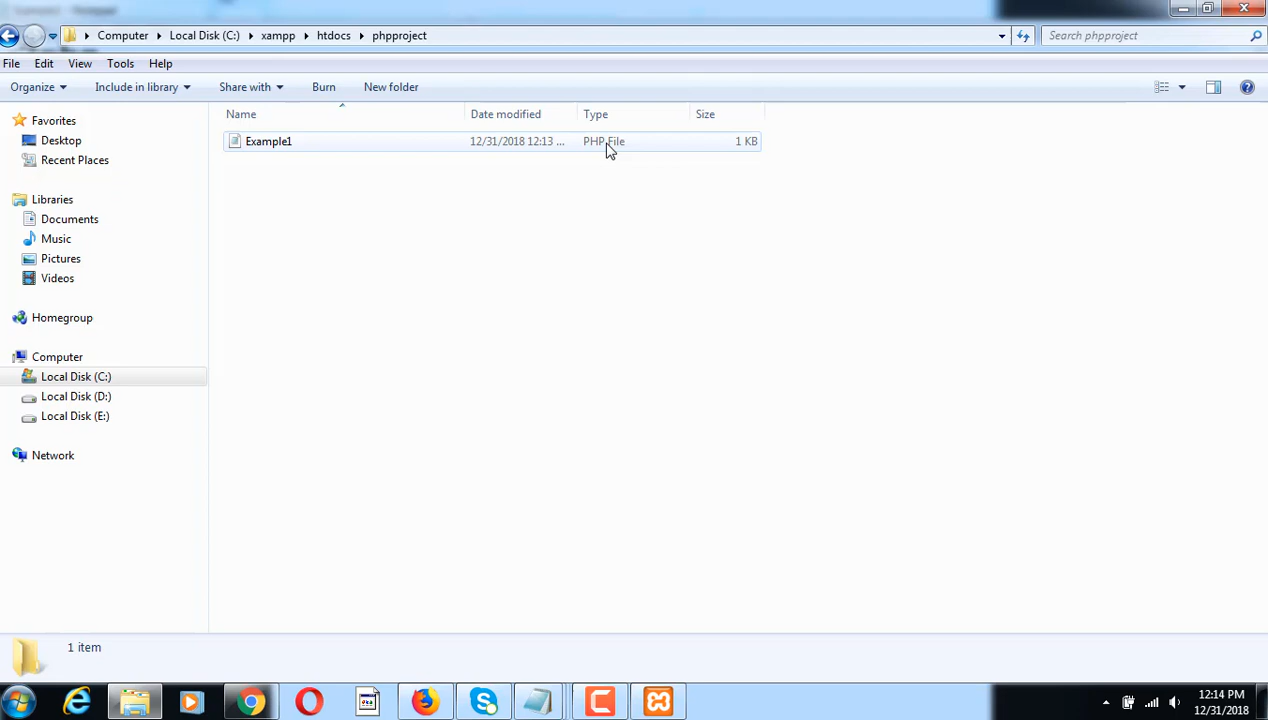 Computer Local Disk (C:) xampp htdocs phpproject Search phpproject
File Edit View Tools Help
Organize Include in library Share with Burn New folder
Name Date modified Type Size
Example1 12/31/2018 12:13 ... PHP File 1 KB
Favorites
Desktop
Recent Places
Libraries
Documents
Music
Pictures
Videos
Homegroup
Computer
Local Disk (C:)
Local Disk (D:)
Local Disk (E:)
Network
1 item
12:14 PM
12/31/2018